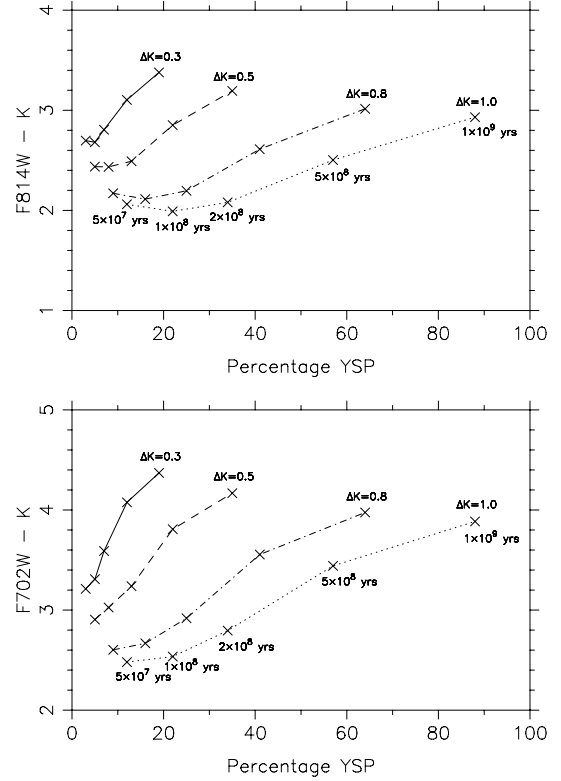 4
3
2
1
F814W – K
ΔK=0.3
ΔK=0.5
ΔK=0.8
ΔK=1.0
1×10⁹ yrs
5×10⁸ yrs
2×10⁸ yrs
1×10⁸ yrs
5×10⁷ yrs
0 20 40 60 80 100
Percentage YSP
5
4
3
2
F702W – K
ΔK=0.3
ΔK=0.5
ΔK=0.8
ΔK=1.0
1×10⁹ yrs
5×10⁸ yrs
2×10⁸ yrs
1×10⁸ yrs
5×10⁷ yrs
0 20 40 60 80 100
Percentage YSP